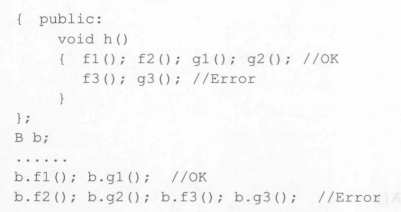 { public:
void h()
{ f1(); f2(); g1(); g2(); //OK
f3(); g3(); //Error
}
};
B b;
......
b.f1(); b.g1(); //OK
b.f2(); b.g2(); b.f3(); b.g3(); //Error